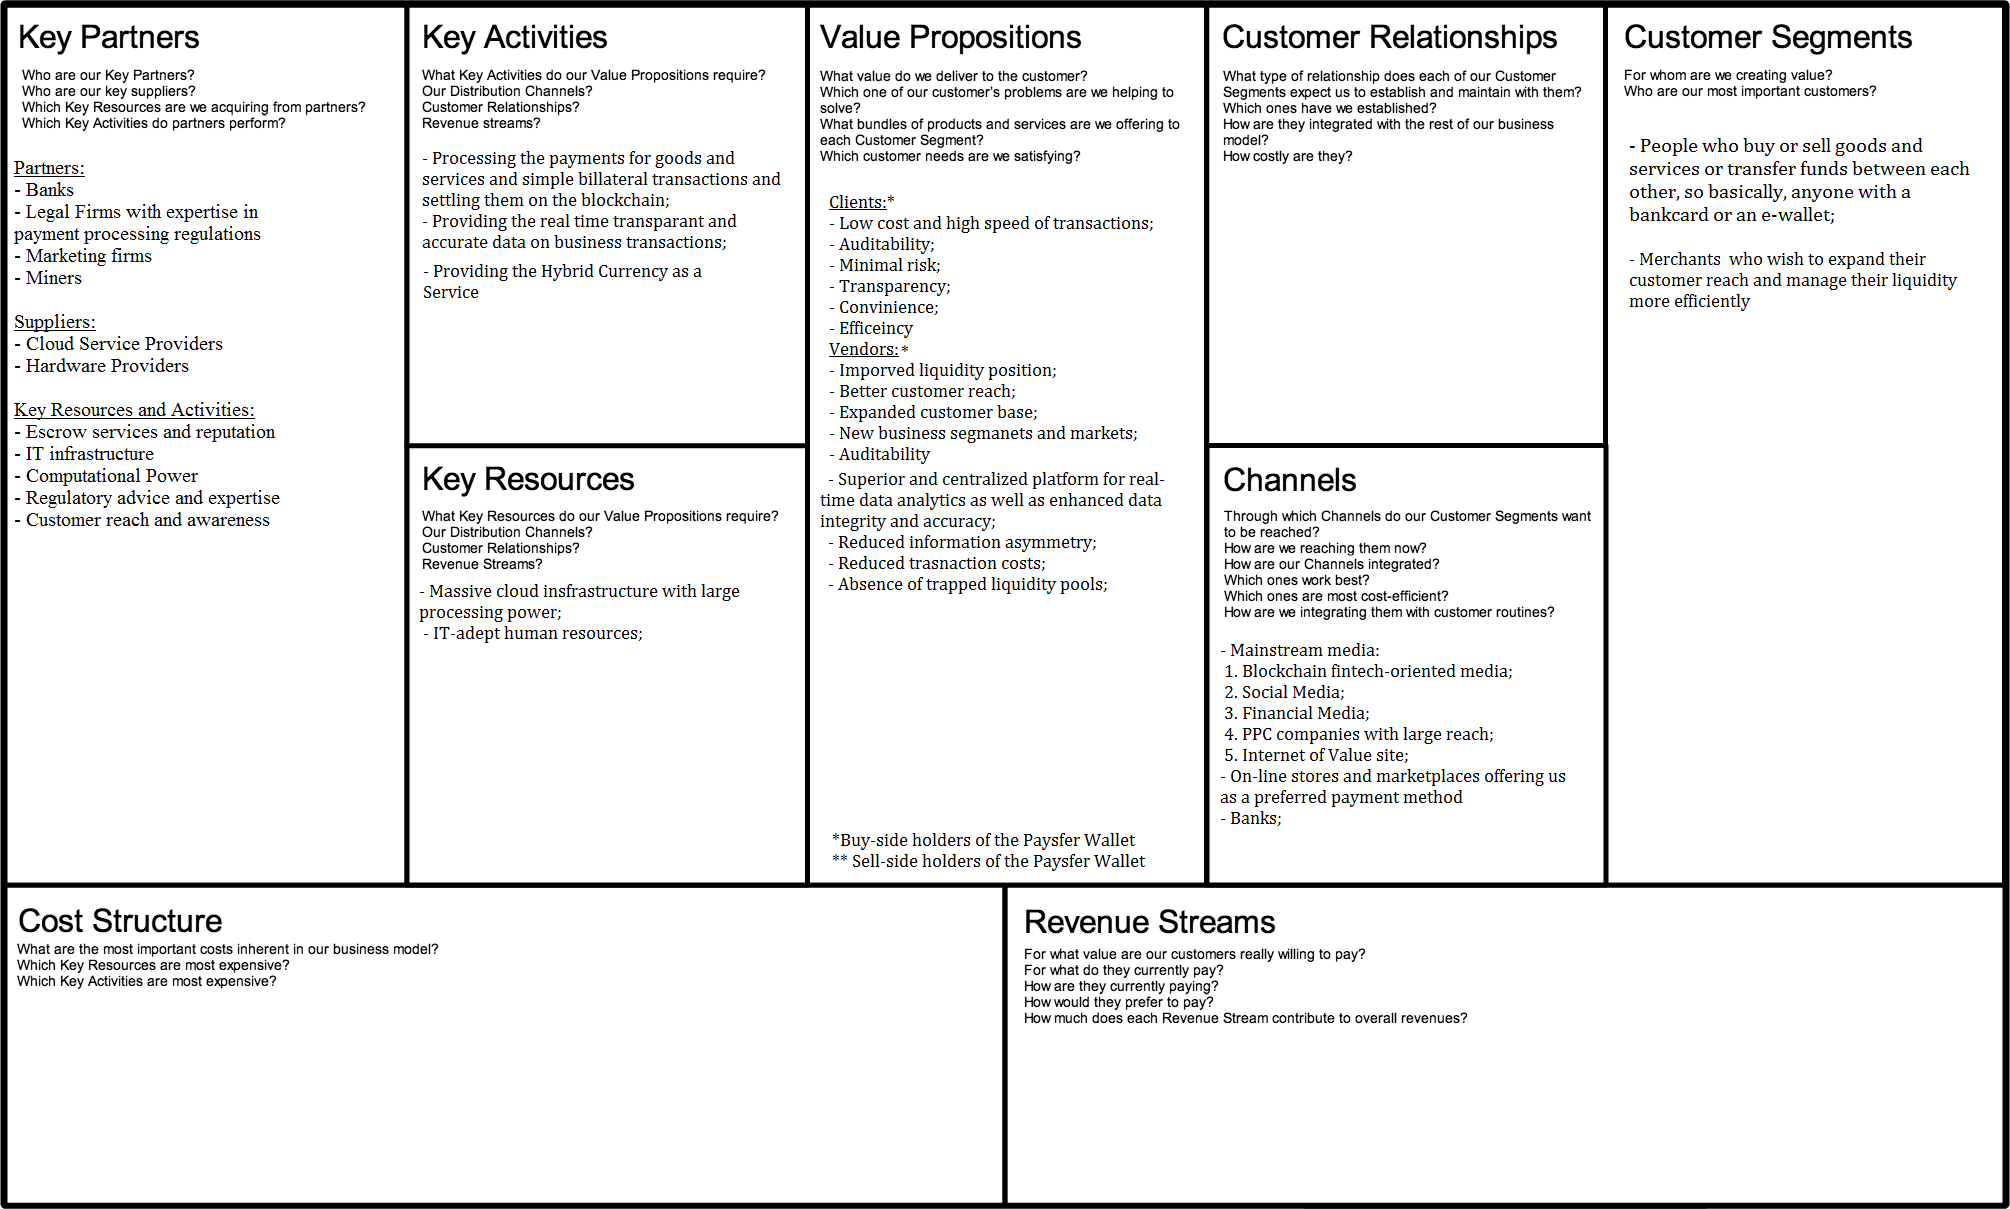 Key Partners
Who are our Key Partners?
Who are our key suppliers?
Which Key Resources are we acquiring from partners?
Which Key Activities do partners perform?
Partners:
- Banks
- Legal Firms with expertise in
payment processing regulations
- Marketing firms
- Miners
Suppliers:
- Cloud Service Providers
- Hardware Providers
Key Resources and Activities:
- Escrow services and reputation
- IT infrastructure
- Computational Power
- Regulatory advice and expertise
- Customer reach and awareness
Key Activities
What Key Activities do our Value Propositions require?
Our Distribution Channels?
Customer Relationships?
Revenue streams?
- Processing the payments for goods and
services and simple billateral transactions and
settling them on the blockchain;
- Providing the real time transparant and
accurate data on business transactions;
- Providing the Hybrid Currency as a
Service
Key Resources
What Key Resources do our Value Propositions require?
Our Distribution Channels?
Customer Relationships?
Revenue Streams?
- Massive cloud insfrastructure with large
processing power;
- IT-adept human resources;
Value Propositions
What value do we deliver to the customer?
Which one of our customer's problems are we helping to
solve?
What bundles of products and services are we offering to
each Customer Segment?
Which customer needs are we satisfying?
Clients:*
- Low cost and high speed of transactions;
- Auditability;
- Minimal risk;
- Transparency;
- Convinience;
- Efficeincy
Vendors:*
- Imporved liquidity position;
- Better customer reach;
- Expanded customer base;
- New business segmanets and markets;
- Auditability
- Superior and centralized platform for real-
time data analytics as well as enhanced data
integrity and accuracy;
- Reduced information asymmetry;
- Reduced trasnaction costs;
- Absence of trapped liquidity pools;
*Buy-side holders of the Paysfer Wallet
** Sell-side holders of the Paysfer Wallet
Customer Relationships
What type of relationship does each of our Customer
Segments expect us to establish and maintain with them?
Which ones have we established?
How are they integrated with the rest of our business
model?
How costly are they?
Channels
Through which Channels do our Customer Segments want
to be reached?
How are we reaching them now?
How are our Channels integrated?
Which ones work best?
Which ones are most cost-efficient?
How are we integrating them with customer routines?
- Mainstream media:
1. Blockchain fintech-oriented media;
2. Social Media;
3. Financial Media;
4. PPC companies with large reach;
5. Internet of Value site;
- On-line stores and marketplaces offering us
as a preferred payment method
- Banks;
Customer Segments
For whom are we creating value?
Who are our most important customers?
- People who buy or sell goods and
services or transfer funds between each
other, so basically, anyone with a
bankcard or an e-wallet;
- Merchants who wish to expand their
customer reach and manage their liquidity
more efficiently
Cost Structure
What are the most important costs inherent in our business model?
Which Key Resources are most expensive?
Which Key Activities are most expensive?
Revenue Streams
For what value are our customers really willing to pay?
For what do they currently pay?
How are they currently paying?
How would they prefer to pay?
How much does each Revenue Stream contribute to overall revenues?